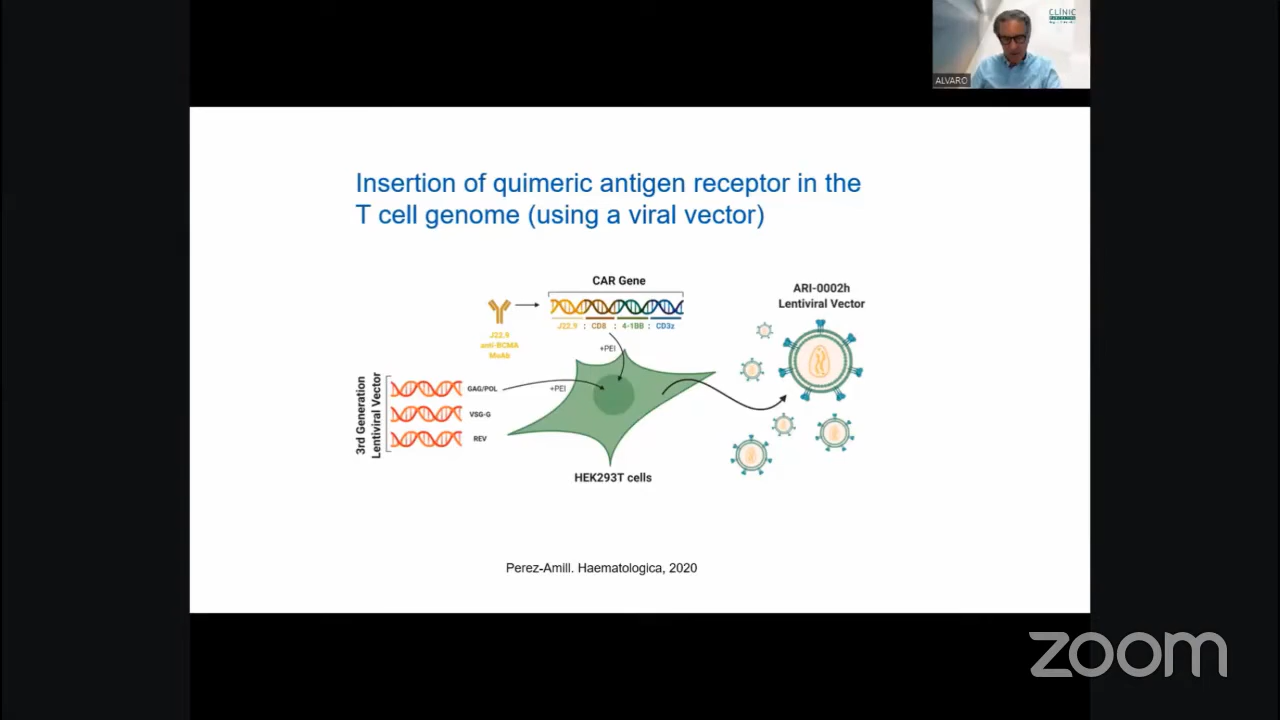 CLÍNIC
ALVARO
Insertion of quimeric antigen receptor in the
T cell genome (using a viral vector)
CAR Gene
J22.9 : CD8 : 4-1BB : CD3z
J22.9
anti-BCMA
MoAb
+PEI
ARI-0002h
Lentiviral Vector
3rd Generation
Lentiviral Vector
GAG/POL
VSG-G
REV
+PEI
HEK293T cells
Perez-Amill. Haematologica, 2020
zoom